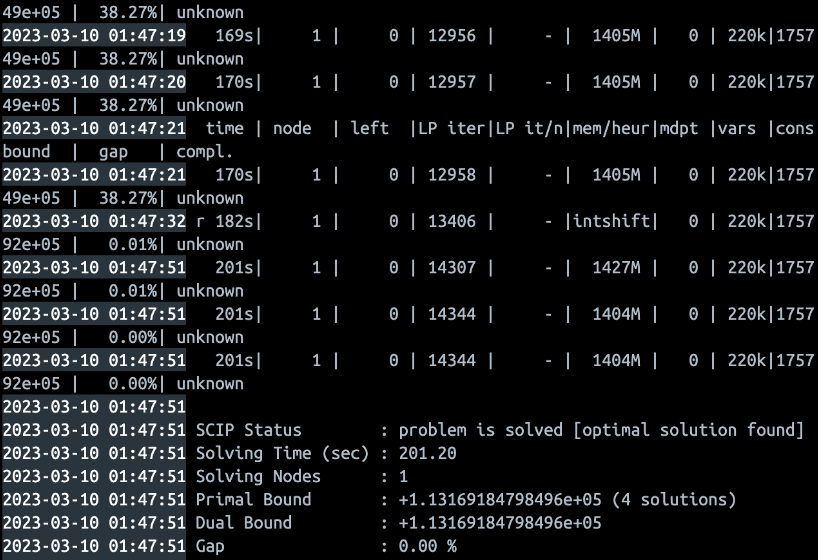 49e+05 |  38.27%| unknown
2023-03-10 01:47:19   169s|     1 |     0 | 12956 |     - |  1405M |   0 | 220k|1757
49e+05 |  38.27%| unknown
2023-03-10 01:47:20   170s|     1 |     0 | 12957 |     - |  1405M |   0 | 220k|1757
49e+05 |  38.27%| unknown
2023-03-10 01:47:21  time | node  | left  |LP iter|LP it/n|mem/heur|mdpt |vars |cons
bound  |  gap   | compl.
2023-03-10 01:47:21   170s|     1 |     0 | 12958 |     - |  1405M |   0 | 220k|1757
49e+05 |  38.27%| unknown
2023-03-10 01:47:32 r 182s|     1 |     0 | 13406 |     - |intshift|   0 | 220k|1757
92e+05 |   0.01%| unknown
2023-03-10 01:47:51   201s|     1 |     0 | 14307 |     - |  1427M |   0 | 220k|1757
92e+05 |   0.01%| unknown
2023-03-10 01:47:51   201s|     1 |     0 | 14344 |     - |  1404M |   0 | 220k|1757
92e+05 |   0.00%| unknown
2023-03-10 01:47:51   201s|     1 |     0 | 14344 |     - |  1404M |   0 | 220k|1757
92e+05 |   0.00%| unknown
2023-03-10 01:47:51
2023-03-10 01:47:51 SCIP Status        : problem is solved [optimal solution found]
2023-03-10 01:47:51 Solving Time (sec) : 201.20
2023-03-10 01:47:51 Solving Nodes      : 1
2023-03-10 01:47:51 Primal Bound       : +1.13169184798496e+05 (4 solutions)
2023-03-10 01:47:51 Dual Bound         : +1.13169184798496e+05
2023-03-10 01:47:51 Gap                : 0.00 %